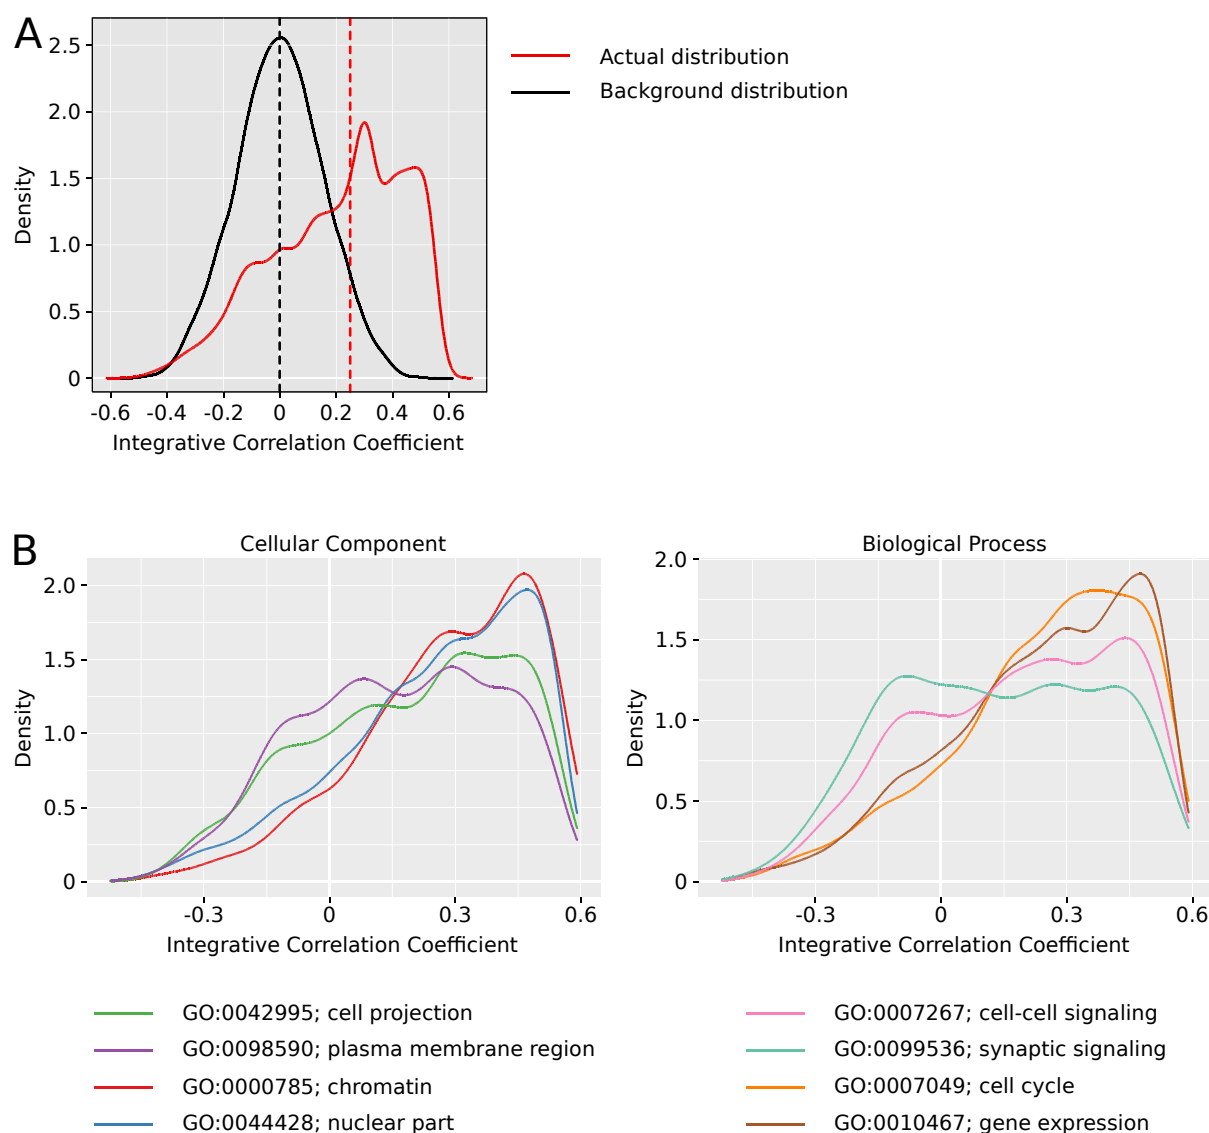 A
Density
2.5
2.0
1.5
1.0
0.5
0
-0.6 -0.4 -0.2 0 0.2 0.4 0.6
Integrative Correlation Coefficient
Actual distribution
Background distribution
B
Cellular Component
Density
2.0
1.5
1.0
0.5
0
-0.3 0 0.3 0.6
Integrative Correlation Coefficient
Biological Process
Density
2.0
1.5
1.0
0.5
0
-0.3 0 0.3 0.6
Integrative Correlation Coefficient
GO:0042995; cell projection
GO:0098590; plasma membrane region
GO:0000785; chromatin
GO:0044428; nuclear part
GO:0007267; cell-cell signaling
GO:0099536; synaptic signaling
GO:0007049; cell cycle
GO:0010467; gene expression